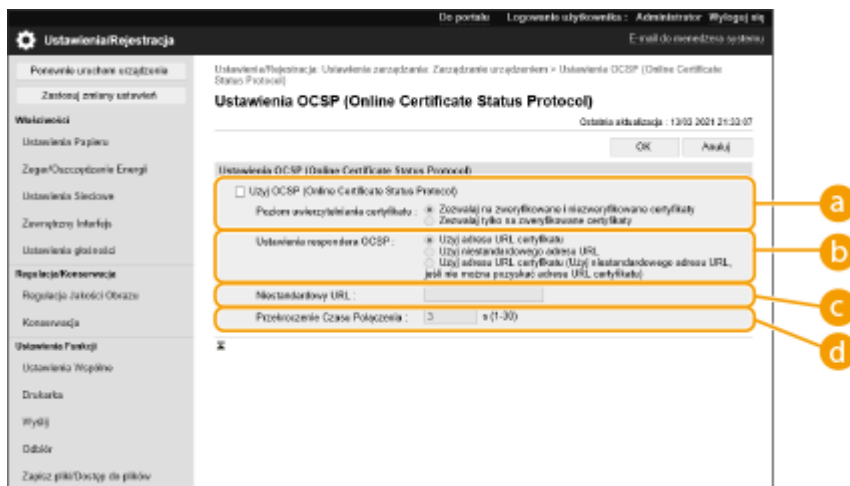 Do portalu Logowanie użytkownika : Administrator Wyloguj się
Ustawienia/Rejestracja
E-mail do menedżera systemu
Ponownie uruchom urządzenie
Zastosuj zmiany ustawień
Właściwości
Ustawienia Papieru
Zegar/Oszczędzanie Energii
Ustawienia Sieciowe
Zewnętrzny Interfejs
Ustawienia głośności
Regulacja/Konserwacja
Regulacja Jakości Obrazu
Konserwacja
Ustawienia Funkcji
Ustawienia Wspólne
Drukarka
Wyślij
Odbiór
Zapisz pliki/Dostęp do plików
Ustawienia/Rejestracja: Ustawienia zarządzania: Zarządzanie urządzeniem > Ustawienia OCSP (Online Certificate
Status Protocol)
Ustawienia OCSP (Online Certificate Status Protocol)
Ostatnia aktualizacja : 13/03 2021 21:33:07
OK Anuluj
Ustawienia OCSP (Online Certificate Status Protocol)
Użyj OCSP (Online Certificate Status Protocol)
Poziom uwierzytelniania certyfikatu : Zezwalaj na zweryfikowane i niezweryfikowane certyfikaty
Zezwalaj tylko na zweryfikowane certyfikaty
a
Ustawienia respondera OCSP : Użyj adresu URL certyfikatu
Użyj niestandardowego adresu URL
Użyj adresu URL certyfikatu (Użyj niestandardowego adresu URL,
jeśli nie można pozyskać adresu URL certyfikatu)
b
Niestandardowy URL :
c
Przekroczenie Czasu Połączenia : 3 s (1-30)
d